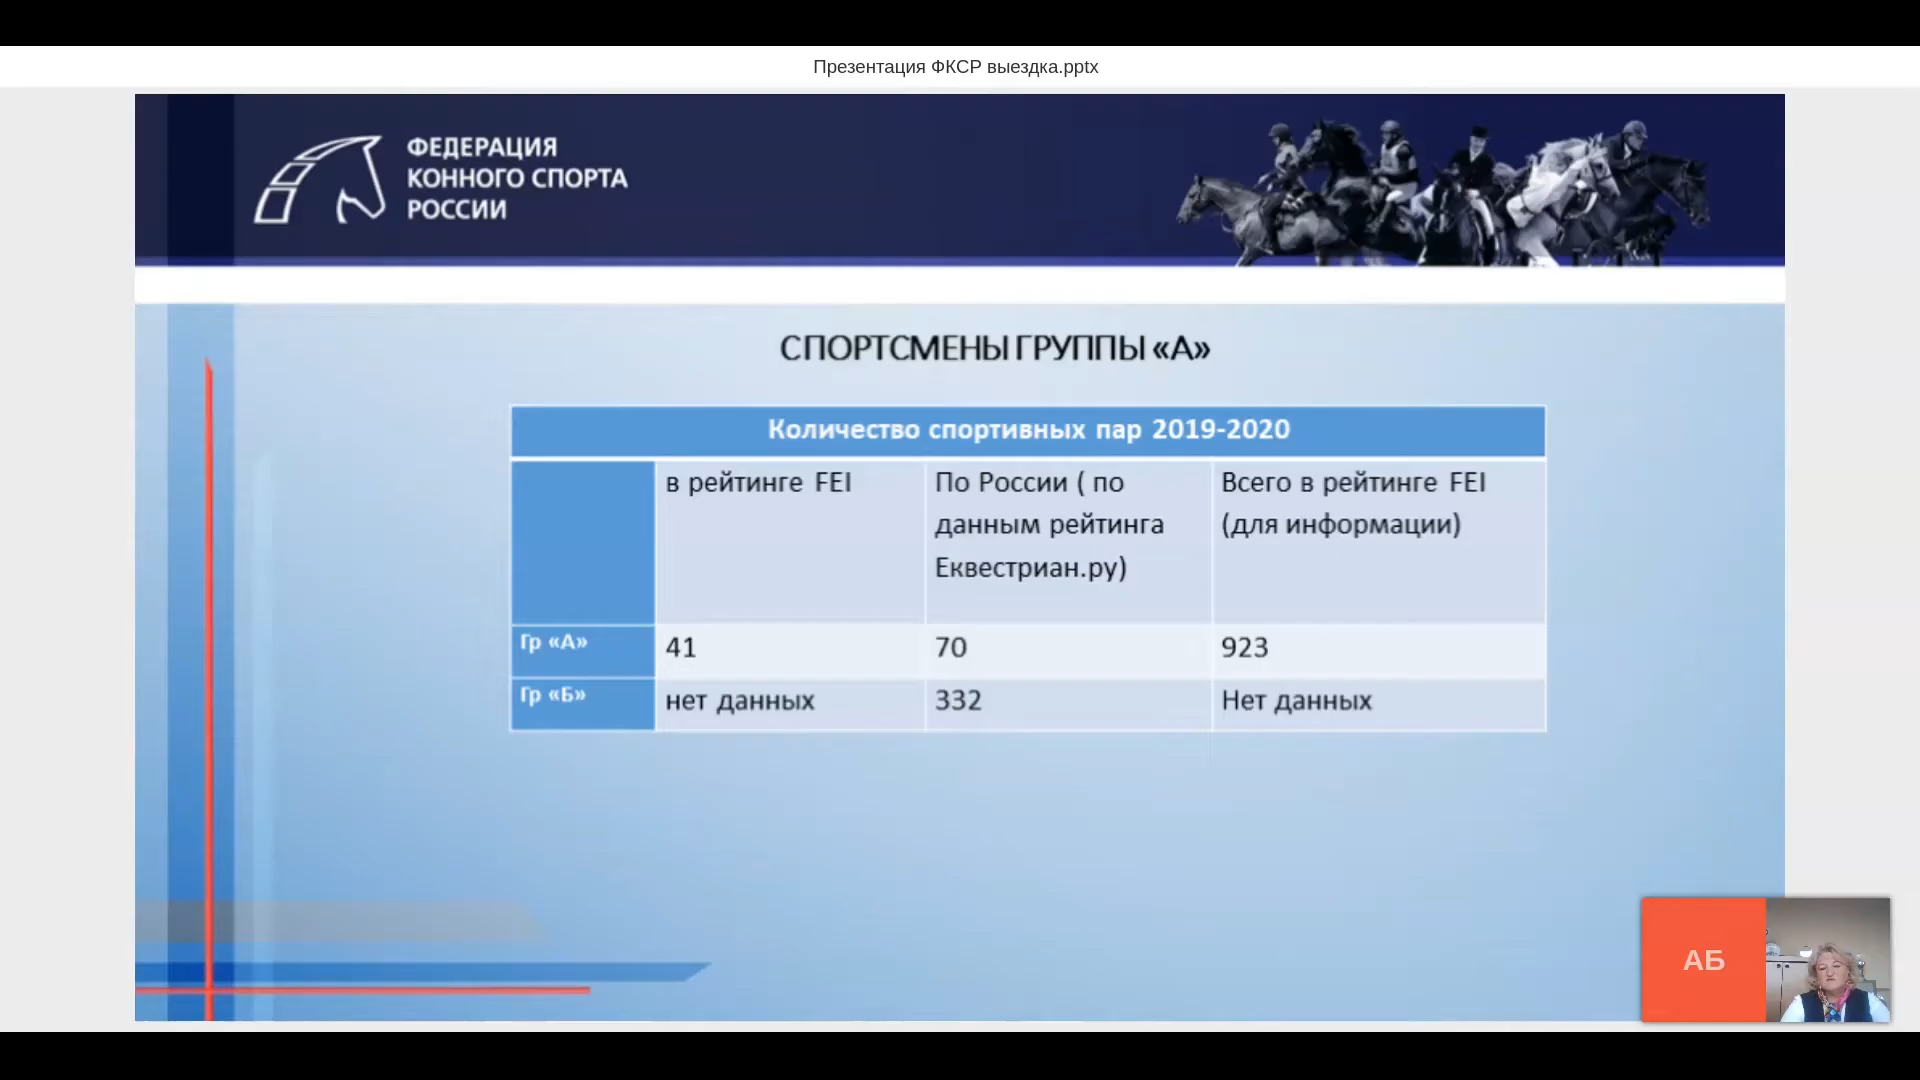 Презентация ФКСР выездка.pptx
ФЕДЕРАЦИЯ
КОННОГО СПОРТА
РОССИИ
СПОРТСМЕНЫ ГРУППЫ «А»
Количество спортивных пар 2019-2020
в рейтинге FEI
По России ( по
данным рейтинга
Еквестриан.ру)
Всего в рейтинге FEI
(для информации)
Гр «А»
41
70
923
Гр «Б»
нет данных
332
Нет данных
АБ